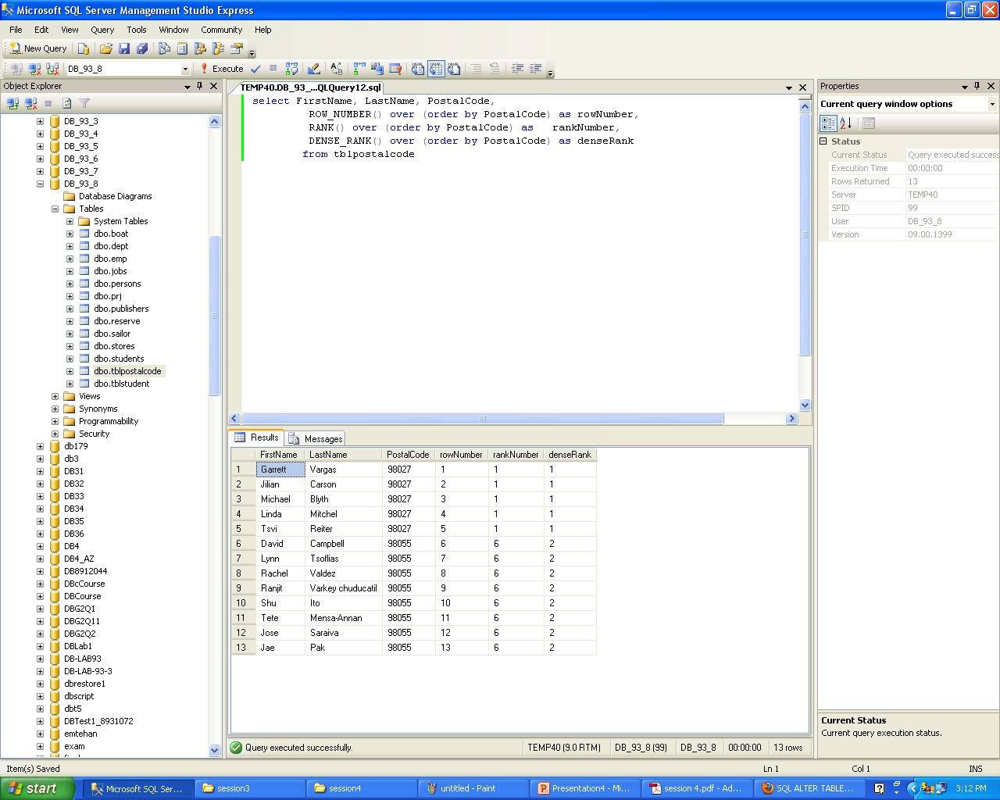 Microsoft SQL Server Management Studio Express
File Edit View Query Tools Window Community Help
New Query
DB_93_8 Execute
Object Explorer
DB_93_3
DB_93_4
DB_93_5
DB_93_6
DB_93_7
DB_93_8
Database Diagrams
Tables
System Tables
dbo.boat
dbo.dept
dbo.emp
dbo.jobs
dbo.persons
dbo.prj
dbo.publishers
dbo.reserve
dbo.sailor
dbo.stores
dbo.students
dbo.tblpostalcode
dbo.tblstudent
Views
Synonyms
Programmability
Security
db179
db3
DB31
DB32
DB33
DB34
DB35
DB36
DB4
DB4_AZ
DB8912044
DBcCourse
DBCourse
DBG2Q1
DBG2Q11
DBG2Q2
DBLab1
DB-LAB93
DB-LAB-93-3
dbrestore1
dbscript
dbt5
DBTest1_8931072
emtehan
exam
TEMP40.DB_93_...QLQuery12.sql
select FirstName, LastName, PostalCode,
ROW_NUMBER() over (order by PostalCode) as rowNumber,
RANK() over (order by PostalCode) as rankNumber,
DENSE_RANK() over (order by PostalCode) as denseRank
from tblpostalcode
Results Messages
FirstName LastName PostalCode rowNumber rankNumber denseRank
1 Garrett Vargas 98027 1 1 1
2 Jilian Carson 98027 2 1 1
3 Michael Blyth 98027 3 1 1
4 Linda Mitchel 98027 4 1 1
5 Tsvi Reiter 98027 5 1 1
6 David Campbell 98055 6 6 2
7 Lynn Tsoflias 98055 7 6 2
8 Rachel Valdez 98055 8 6 2
9 Ranjit Varkey chuducatil 98055 9 6 2
10 Shu Ito 98055 10 6 2
11 Tete Mensa-Annan 98055 11 6 2
12 Jose Saraiva 98055 12 6 2
13 Jae Pak 98055 13 6 2
Query executed successfully. TEMP40 (9.0 RTM) DB_93_8 (99) DB_93_8 00:00:00 13 rows
Properties
Current query window options
Status
Current Status Query executed success
Execution Time 00:00:00
Rows Returned 13
Server TEMP40
SPID 99
User DB_93_8
Version 09.00.1399
Current Status
Current query execution status.
Item(s) Saved Ln 1 Col 1 INS
start Microsoft SQL Ser... session3 session4 untitled - Paint Presentation4 - Mi... session 4.pdf - Ad... SQL ALTER TABLE... 3:12 PM